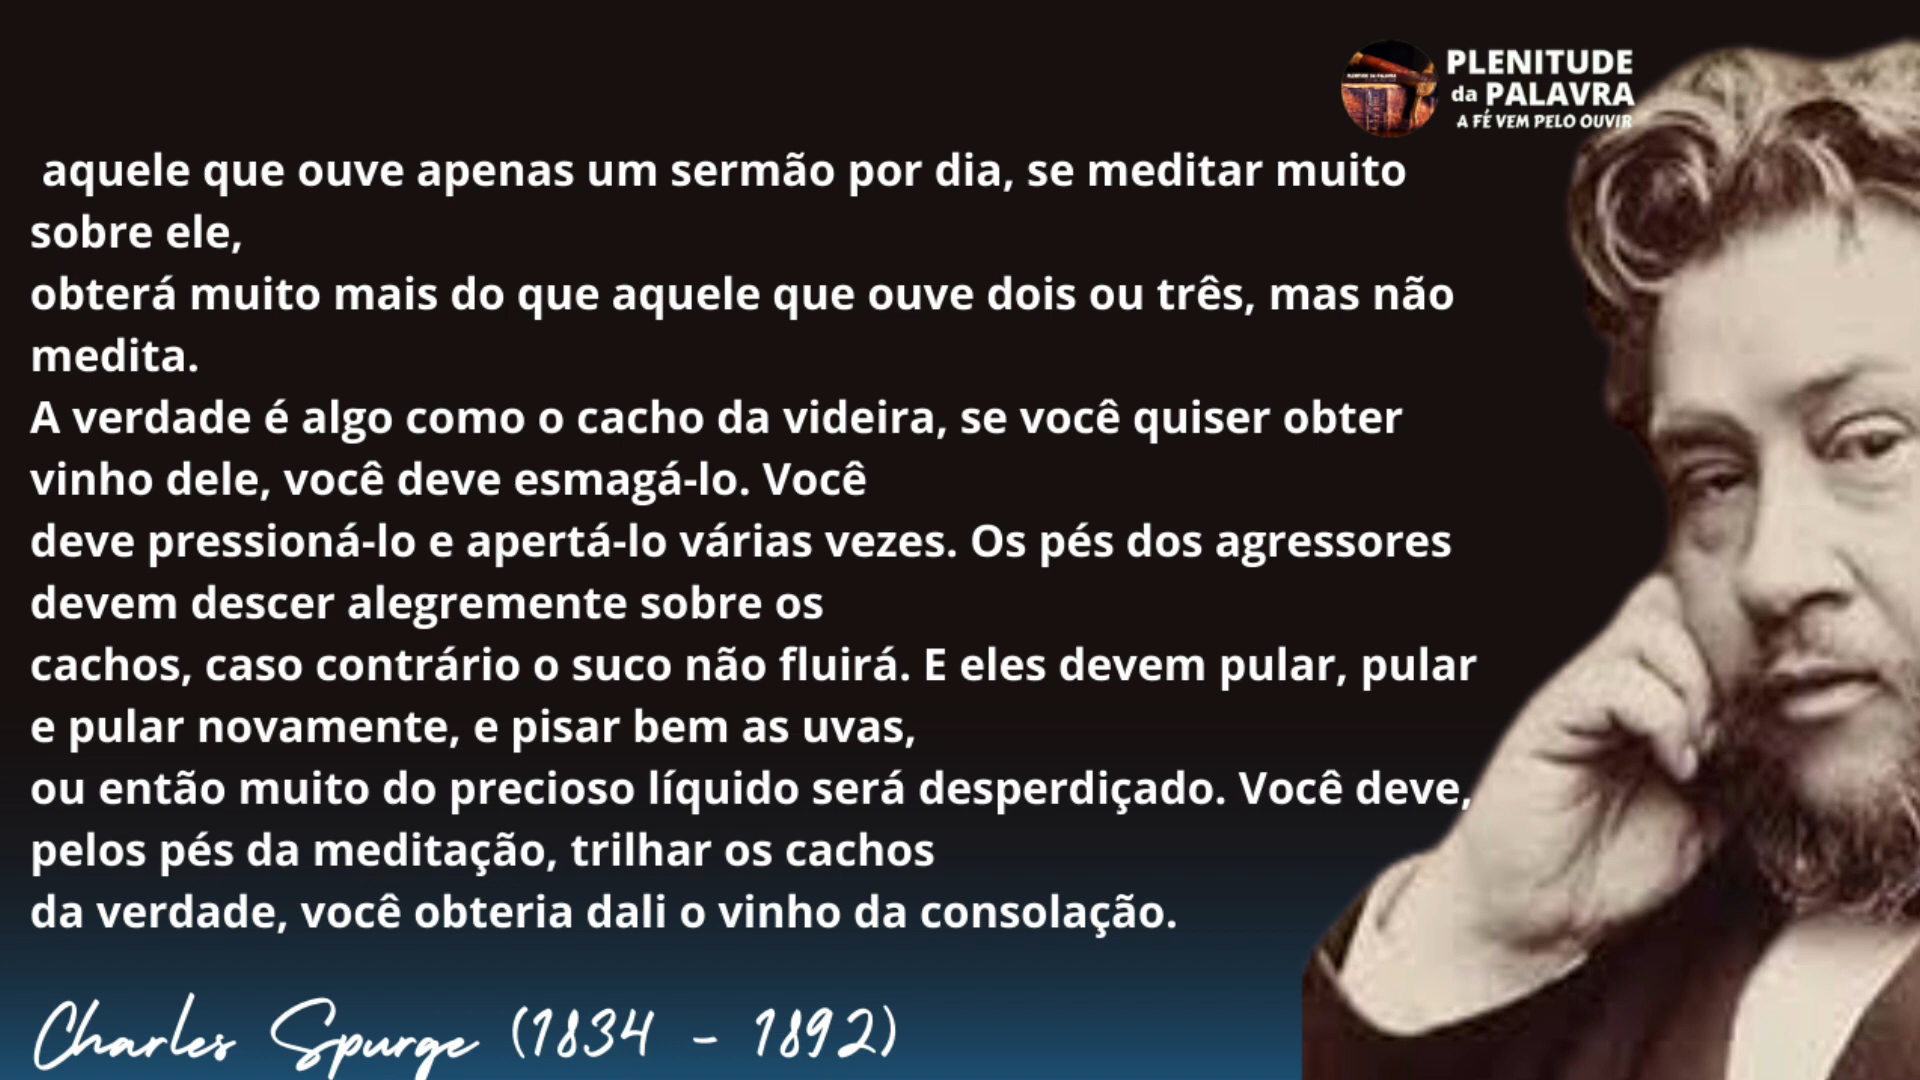 PLENITUDE
da PALAVRA
A FÉ VEM PELO OUVIR
aquele que ouve apenas um sermão por dia, se meditar muito
sobre ele,
obterá muito mais do que aquele que ouve dois ou três, mas não
medita.
A verdade é algo como o cacho da videira, se você quiser obter
vinho dele, você deve esmagá-lo. Você
deve pressioná-lo e apertá-lo várias vezes. Os pés dos agressores
devem descer alegremente sobre os
cachos, caso contrário o suco não fluirá. E eles devem pular, pular
e pular novamente, e pisar bem as uvas,
ou então muito do precioso líquido será desperdiçado. Você deve,
pelos pés da meditação, trilhar os cachos
da verdade, você obteria dali o vinho da consolação.
Charles Spurge (1834 - 1892)